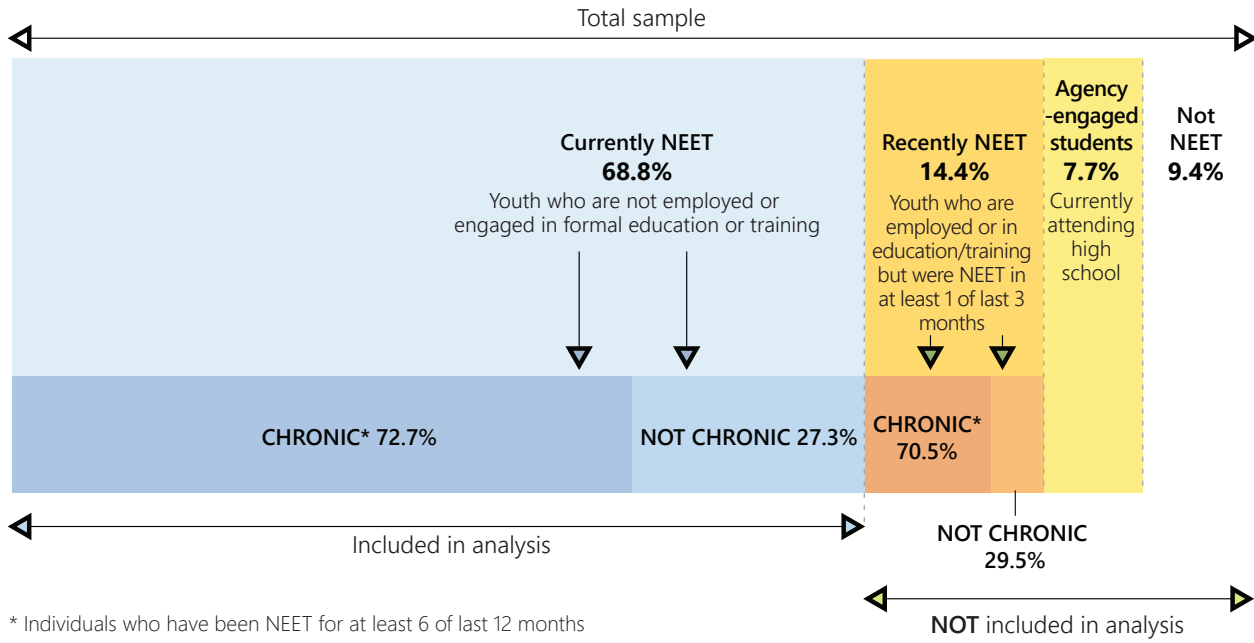 Total sample
Currently NEET
68.8%
Youth who are not employed or
engaged in formal education or training
Recently NEET
14.4%
Youth who are
employed or in
education/training
but were NEET in
at least 1 of last 3
months
Agency
-engaged
students
7.7%
Currently
attending
high
school
Not
NEET
9.4%
CHRONIC* 72.7%
NOT CHRONIC 27.3%
CHRONIC*
70.5%
NOT CHRONIC
29.5%
Included in analysis
NOT included in analysis
* Individuals who have been NEET for at least 6 of last 12 months